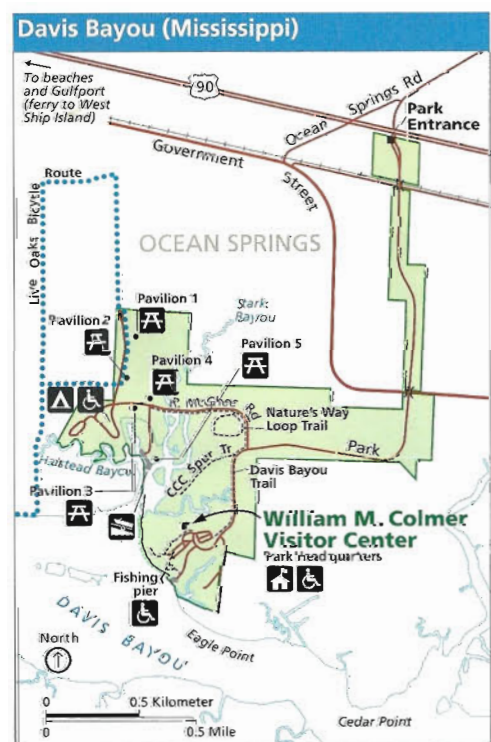 Davis Bayou (Mississippi)
To beaches
and Gulfport
(ferry to West
Ship Island)
90
Ocean Springs Rd
Park
Entrance
Government
Street
Route
Live Oaks Bicycle
OCEAN SPRINGS
Pavilion 1
Stark
Bayou
Pavilion 2
Pavilion 4
Pavilion 5
Rd
Nature's Way
Loop Trail
Park
Halstead Bayou
CCC Spur Tr
Davis Bayou
Trail
Pavilion 3
William M. Colmer
Visitor Center
Park headquarters
Fishing
pier
DAVIS BAYOU
Eagle Point
North
0 0.5 Kilometer
0 0.5 Mile
Cedar Point